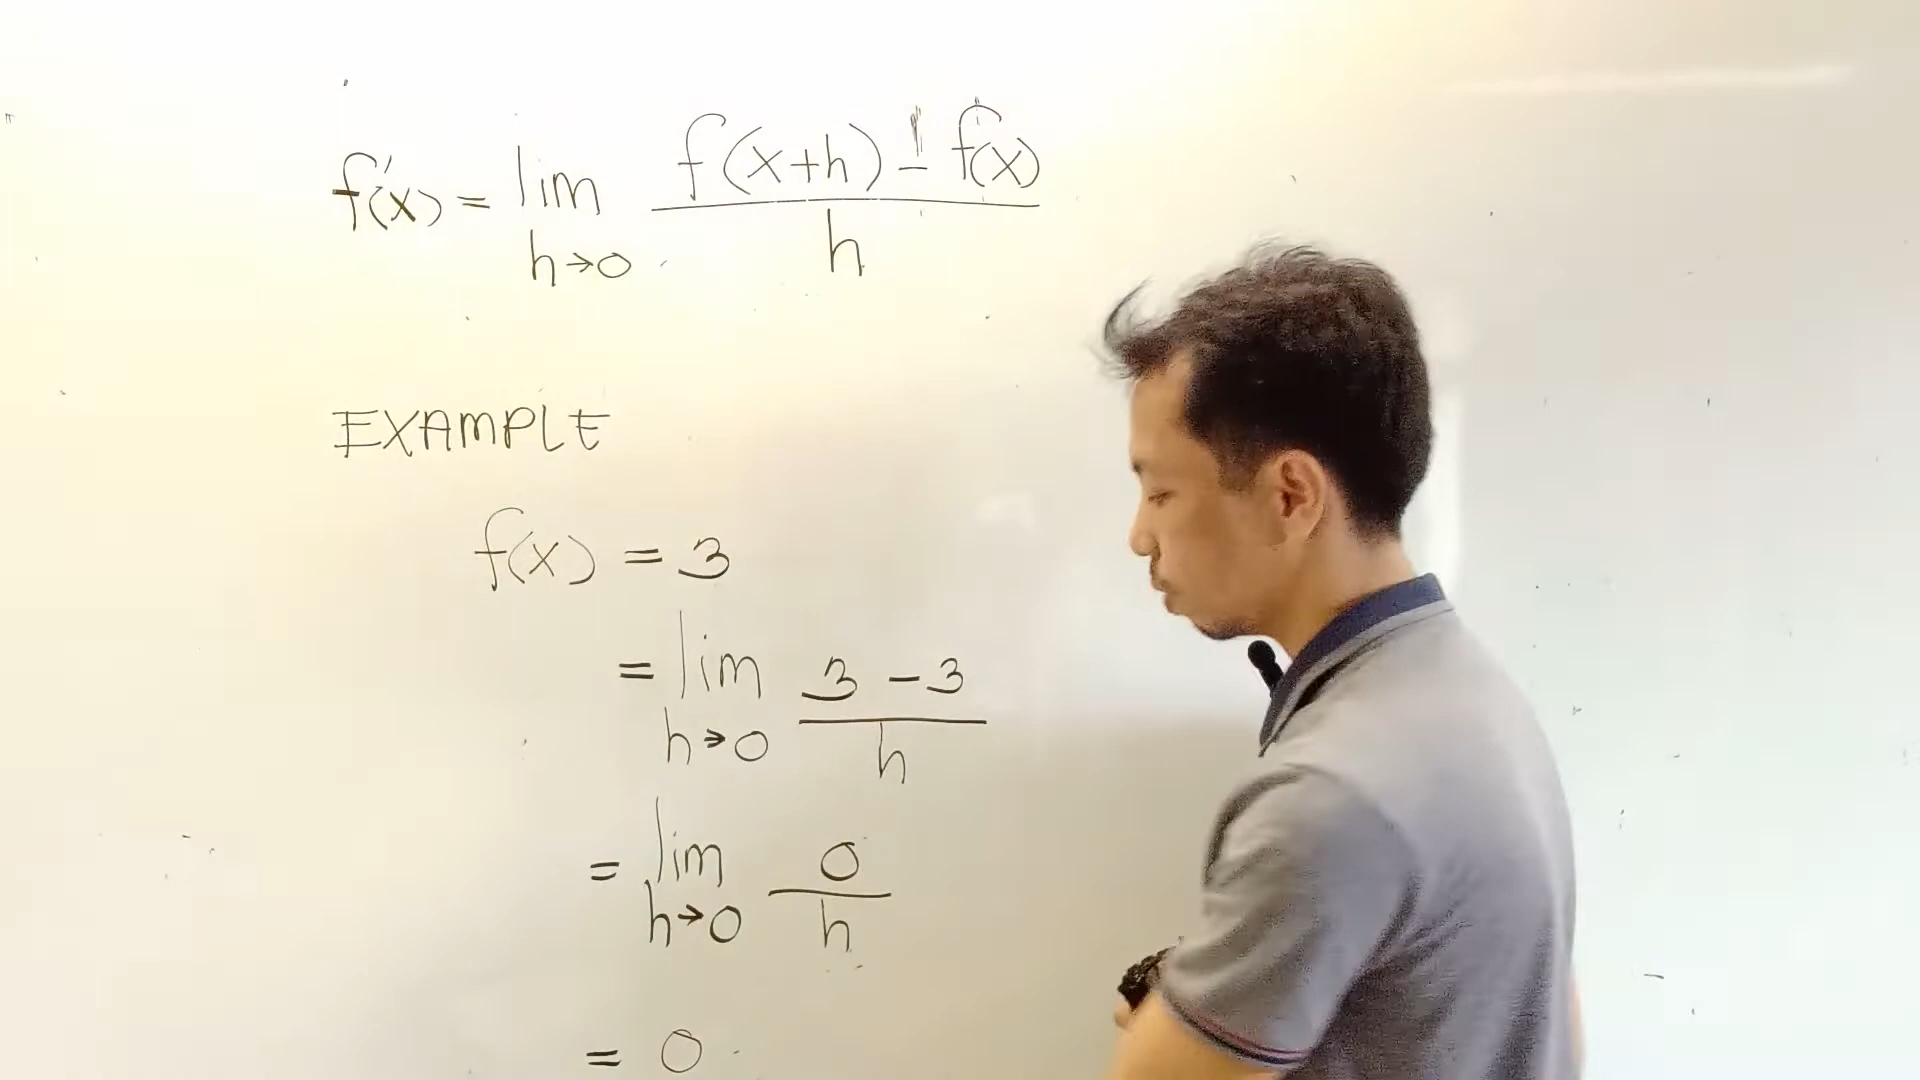 f'(x) = lim h→0 f(x+h) - f(x) / h
EXAMPLE
f(x) = 3
= lim h→0 3 - 3 / h
= lim h→0 0 / h
= 0